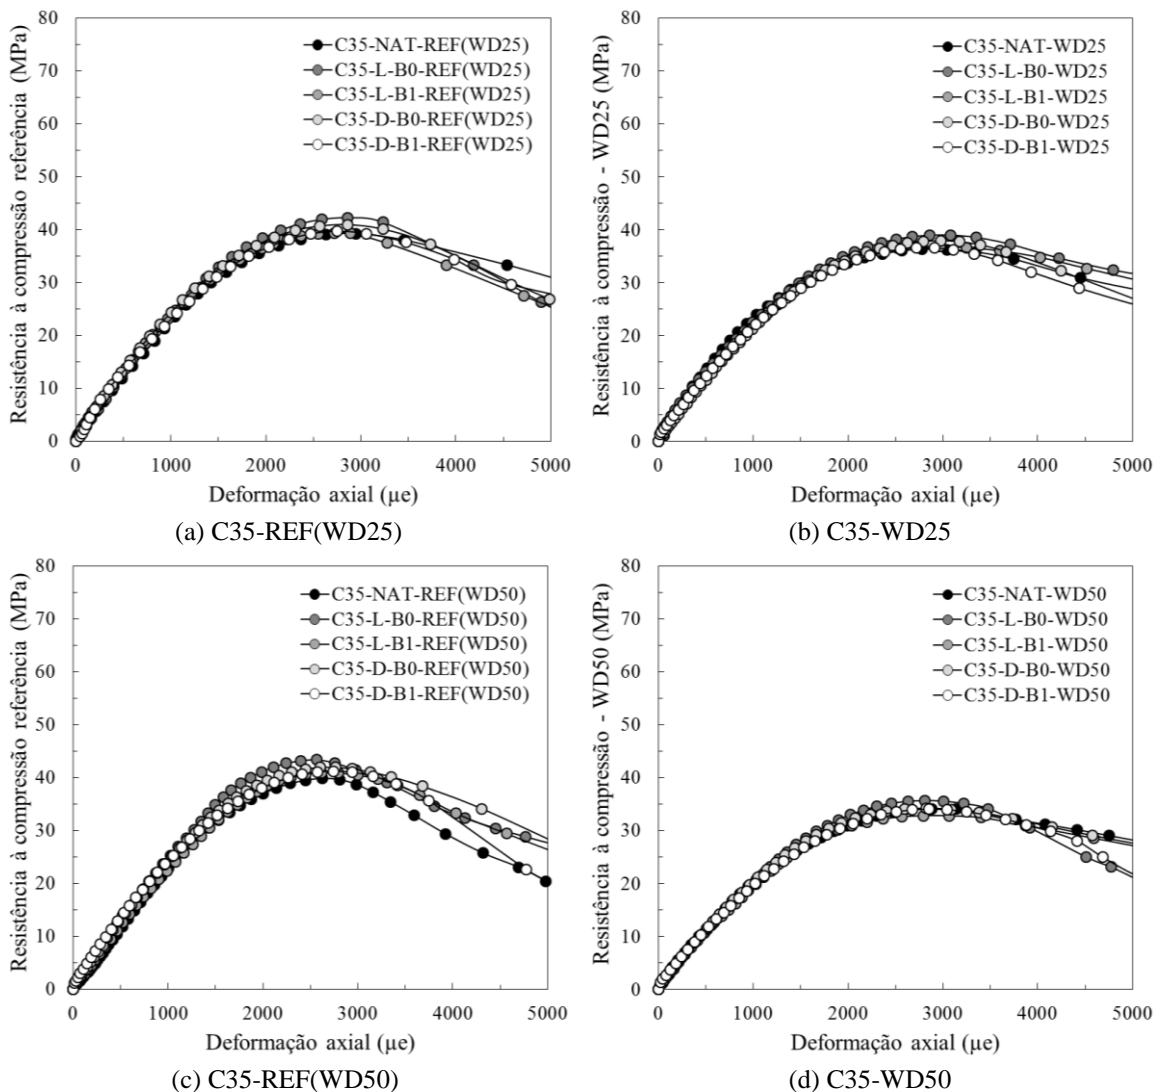 Resistência à compressão referência (MPa)
80
70
60
50
40
30
20
10
0
C35-NAT-REF(WD25)
C35-L-B0-REF(WD25)
C35-L-B1-REF(WD25)
C35-D-B0-REF(WD25)
C35-D-B1-REF(WD25)
0 1000 2000 3000 4000 5000
Deformação axial (µe)
(a) C35-REF(WD25)
Resistência à compressão - WD25 (MPa)
80
70
60
50
40
30
20
10
0
C35-NAT-WD25
C35-L-B0-WD25
C35-L-B1-WD25
C35-D-B0-WD25
C35-D-B1-WD25
0 1000 2000 3000 4000 5000
Deformação axial (µe)
(b) C35-WD25
Resistência à compressão referência (MPa)
80
70
60
50
40
30
20
10
0
C35-NAT-REF(WD50)
C35-L-B0-REF(WD50)
C35-L-B1-REF(WD50)
C35-D-B0-REF(WD50)
C35-D-B1-REF(WD50)
0 1000 2000 3000 4000 5000
Deformação axial (µe)
(c) C35-REF(WD50)
Resistência à compressão - WD50 (MPa)
80
70
60
50
40
30
20
10
0
C35-NAT-WD50
C35-L-B0-WD50
C35-L-B1-WD50
C35-D-B0-WD50
C35-D-B1-WD50
0 1000 2000 3000 4000 5000
Deformação axial (µe)
(d) C35-WD50